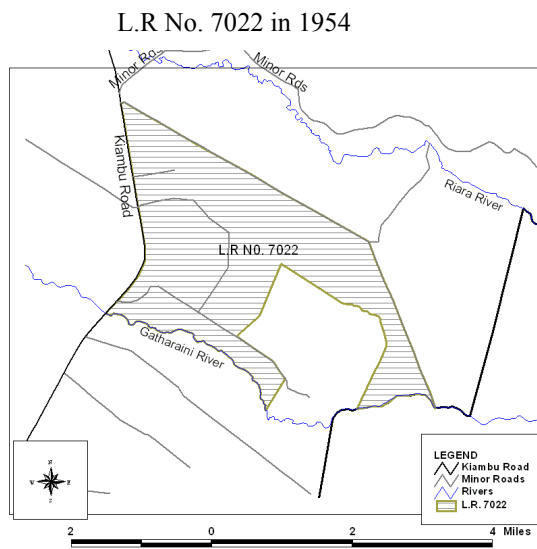 L.R No. 7022 in 1954
Minor Rds
Minor Rds
Kiambu Road
Riara River
L.R N0. 7022
Gatharaini River
N
W E
S
LEGEND
Kiambu Road
Minor Roads
Rivers
L.R. 7022
2 0 2 4 Miles